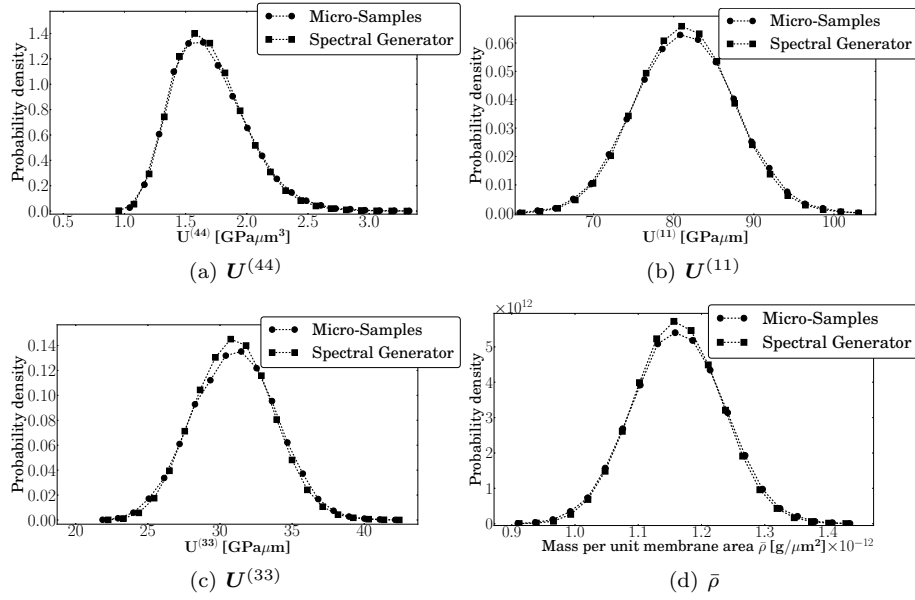 Micro-Samples
Spectral Generator
Probability density
1.4
1.2
1.0
0.8
0.6
0.4
0.2
0.0
0.5 1.0 1.5 2.0 2.5 3.0
U⁽⁴⁴⁾ [GPaμm³]
(a) U⁽⁴⁴⁾
Micro-Samples
Spectral Generator
Probability density
0.06
0.05
0.04
0.03
0.02
0.01
0.00
70 80 90 100
U⁽¹¹⁾ [GPaμm]
(b) U⁽¹¹⁾
Micro-Samples
Spectral Generator
Probability density
0.14
0.12
0.10
0.08
0.06
0.04
0.02
0.00
20 25 30 35 40
U⁽³³⁾ [GPaμm]
(c) U⁽³³⁾
5 ×10¹²
Micro-Samples
Spectral Generator
Probability density
4
3
2
1
0
0.9 1.0 1.1 1.2 1.3 1.4
Mass per unit membrane area ρ̄ [g/μm²] ×10⁻¹²
(d) ρ̄